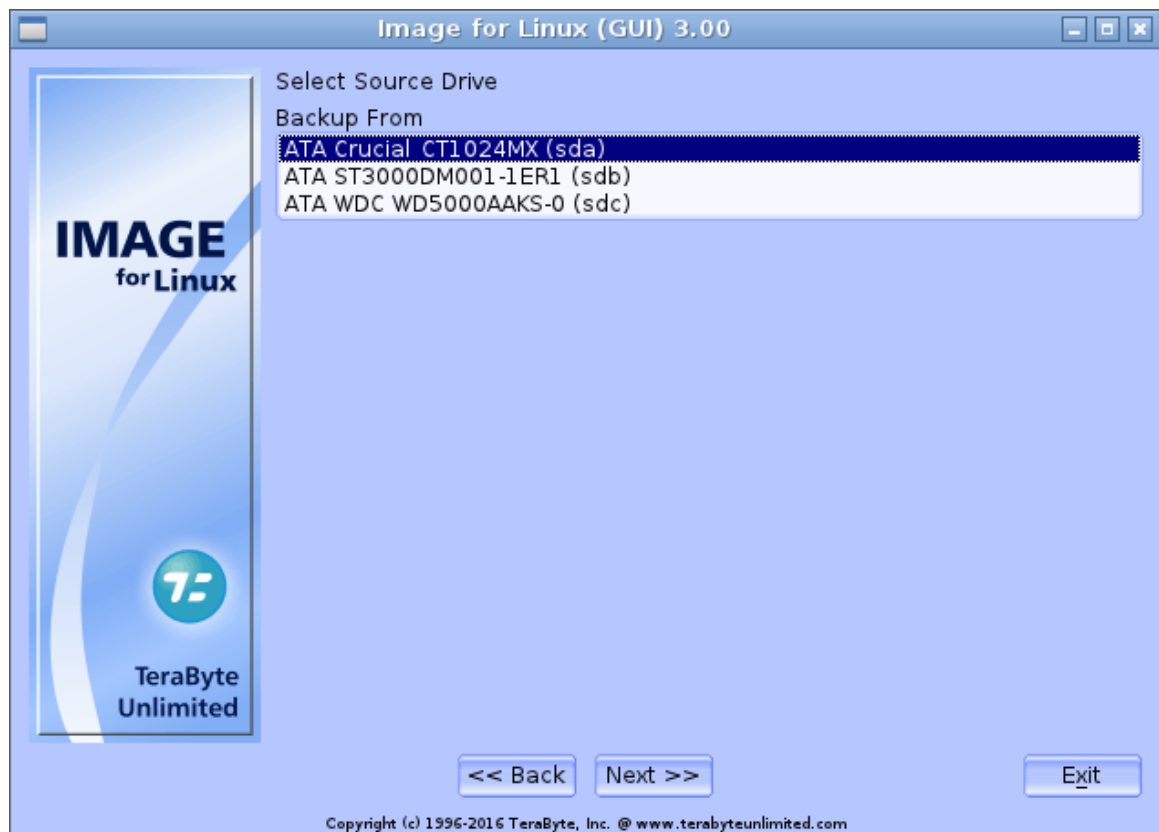 Image for Linux (GUI) 3.00
Select Source Drive
Backup From
ATA Crucial CT1024MX (sda)
ATA ST3000DM001-1ER1 (sdb)
ATA WDC WD5000AAKS-0 (sdc)
IMAGE
for Linux
TeraByte
Unlimited
<< Back
Next >>
Exit
Copyright (c) 1996-2016 TeraByte, Inc. @ www.terabyteunlimited.com